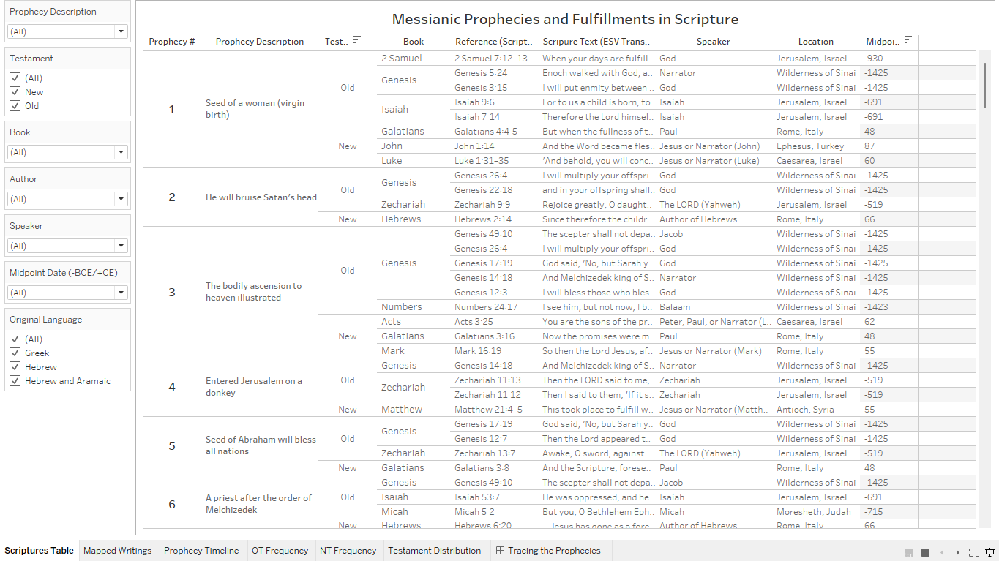 Prophecy Description
(All)
Testament
(All)
New
Old
Book
(All)
Author
(All)
Speaker
(All)
Midpoint Date (-BCE/+CE)
(All)
Original Language
(All)
Greek
Hebrew
Hebrew and Aramaic
Messianic Prophecies and Fulfillments in Scripture
Prophecy # Prophecy Description Test.. Book Reference (Script.. Scripure Text (ESV Trans.. Speaker Location Midpoi..
1 Seed of a woman (virgin birth)
Old 2 Samuel 2 Samuel 7:12–13 When your days are fulfill.. God Jerusalem, Israel -930
Genesis Genesis 5:24 Enoch walked with God, a.. Narrator Wilderness of Sinai -1425
Genesis 3:15 I will put enmity between .. God Wilderness of Sinai -1425
Isaiah Isaiah 9:6 For to us a child is born, to.. Isaiah Jerusalem, Israel -691
Isaiah 7:14 Therefore the Lord himsel.. Isaiah Jerusalem, Israel -691
New Galatians Galatians 4:4-5 But when the fullness of t.. Paul Rome, Italy 48
John John 1:14 And the Word became fles.. Jesus or Narrator (John) Ephesus, Turkey 87
Luke Luke 1:31–35 ‘And behold, you will conc.. Jesus or Narrator (Luke) Caesarea, Israel 60
2 He will bruise Satan’s head
Old Genesis Genesis 26:4 I will multiply your offspri.. God Wilderness of Sinai -1425
Genesis 22:18 and in your offspring shall.. God Wilderness of Sinai -1425
Zechariah Zechariah 9:9 Rejoice greatly, O daught.. The LORD (Yahweh) Jerusalem, Israel -519
New Hebrews Hebrews 2:14 Since therefore the childr.. Author of Hebrews Rome, Italy 66
3 The bodily ascension to heaven illustrated
Old Genesis Genesis 49:10 The scepter shall not depa.. Jacob Wilderness of Sinai -1425
Genesis 26:4 I will multiply your offspri.. God Wilderness of Sinai -1425
Genesis 17:19 God said, ‘No, but Sarah y.. God Wilderness of Sinai -1425
Genesis 14:18 And Melchizedek king of S.. Narrator Wilderness of Sinai -1425
Genesis 12:3 I will bless those who bles.. God Wilderness of Sinai -1425
Numbers Numbers 24:17 I see him, but not now; I b.. Balaam Wilderness of Sinai -1423
New Acts Acts 3:25 You are the sons of the pr.. Peter, Paul, or Narrator (L.. Caesarea, Israel 62
Galatians Galatians 3:16 Now the promises were m.. Paul Rome, Italy 48
Mark Mark 16:19 So then the Lord Jesus, af.. Jesus or Narrator (Mark) Rome, Italy 55
4 Entered Jerusalem on a donkey
Old Genesis Genesis 14:18 And Melchizedek king of S.. Narrator Wilderness of Sinai -1425
Zechariah Zechariah 11:13 Then the LORD said to me,.. Zechariah Jerusalem, Israel -519
Zechariah 11:12 Then I said to them, ‘If it s.. Zechariah Jerusalem, Israel -519
New Matthew Matthew 21:4–5 This took place to fulfill w.. Jesus or Narrator (Matth.. Antioch, Syria 55
5 Seed of Abraham will bless all nations
Old Genesis Genesis 17:19 God said, ‘No, but Sarah y.. God Wilderness of Sinai -1425
Genesis 12:7 Then the Lord appeared t.. God Wilderness of Sinai -1425
Zechariah Zechariah 13:7 Awake, O sword, against .. The LORD (Yahweh) Jerusalem, Israel -519
New Galatians Galatians 3:8 And the Scripture, forese.. Paul Rome, Italy 48
6 A priest after the order of Melchizedek
Old Genesis Genesis 49:10 The scepter shall not depa.. Jacob Wilderness of Sinai -1425
Isaiah Isaiah 53:7 He was oppressed, and he.. Isaiah Jerusalem, Israel -691
Micah Micah 5:2 But you, O Bethlehem Eph.. Micah Moresheth, Judah -715
New Hebrews Hebrews 6:20 Jesus has gone as a fore.. Author of Hebrews Rome, Italy 66
Scriptures Table Mapped Writings Prophecy Timeline OT Frequency NT Frequency Testament Distribution Tracing the Prophecies